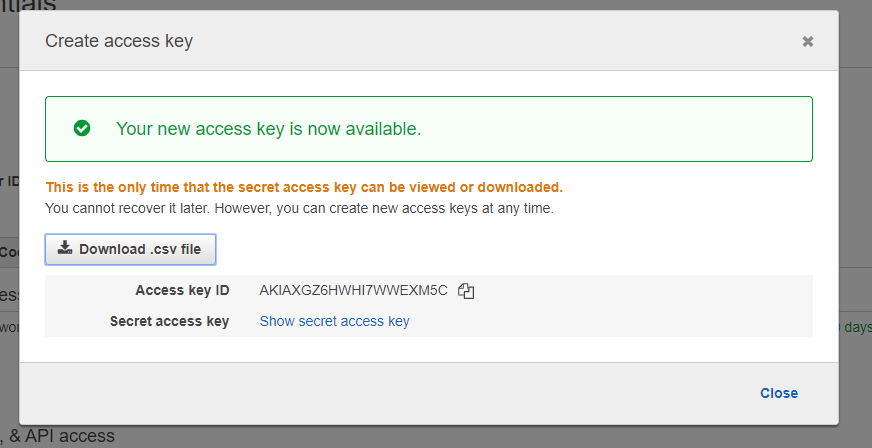 Create access key
Your new access key is now available.
This is the only time that the secret access key can be viewed or downloaded.
You cannot recover it later. However, you can create new access keys at any time.
Download .csv file
Access key ID AKIAXGZ6HWHI7WWEXM5C
Secret access key Show secret access key
days
Close
, & API access